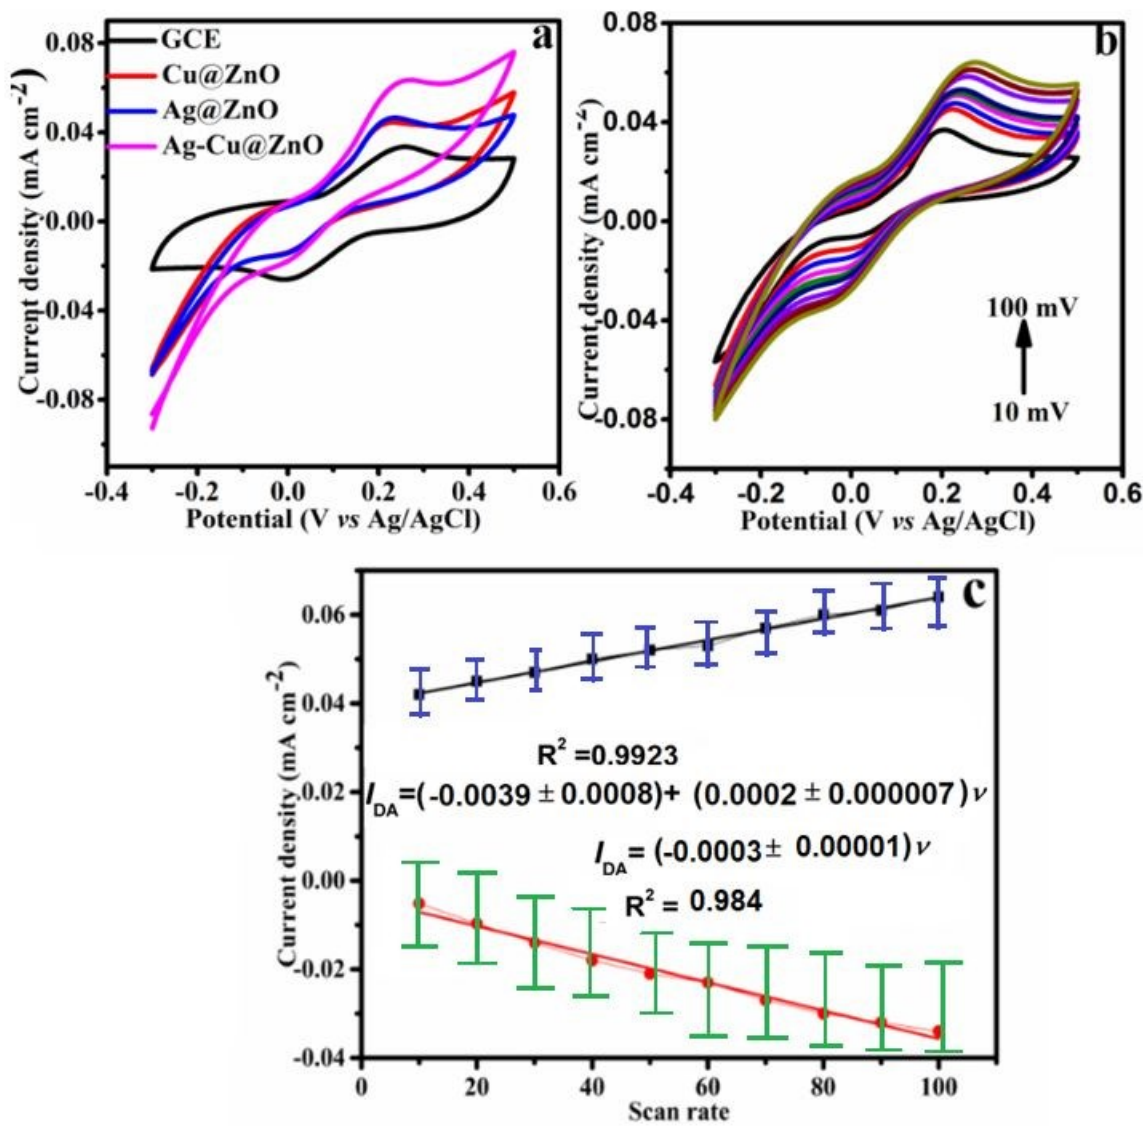 a
GCE
Cu@ZnO
Ag@ZnO
Ag-Cu@ZnO
Current density (mA cm⁻²)
0.08
0.04
0.00
-0.04
-0.08
-0.4 -0.2 0.0 0.2 0.4 0.6
Potential (V vs Ag/AgCl)
b
Current density (mA cm⁻²)
0.08
0.04
0.00
-0.04
-0.08
100 mV
10 mV
-0.4 -0.2 0.0 0.2 0.4 0.6
Potential (V vs Ag/AgCl)
c
Current density (mA cm⁻²)
0.06
0.04
0.02
0.00
-0.02
-0.04
R² =0.9923
I_DA=(-0.0039 ± 0.0008)+ (0.0002 ± 0.000007) ν
I_DA= (-0.0003± 0.00001) ν
R² = 0.984
0 20 40 60 80 100
Scan rate